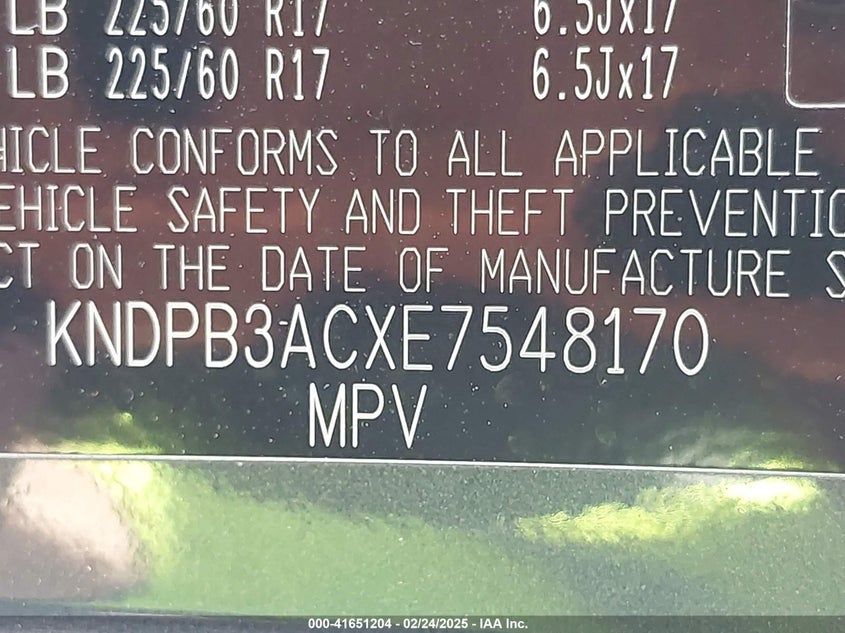 LB 225/60 R17 6.5Jx17
LB 225/60 R17 6.5Jx17
HICLE CONFORMS TO ALL APPLICABLE
EHICLE SAFETY AND THEFT PREVENTIO
CT ON THE DATE OF MANUFACTURE S
KNDPB3ACXE7548170
MPV
000-41651204 - 02/24/2025 - IAA Inc.